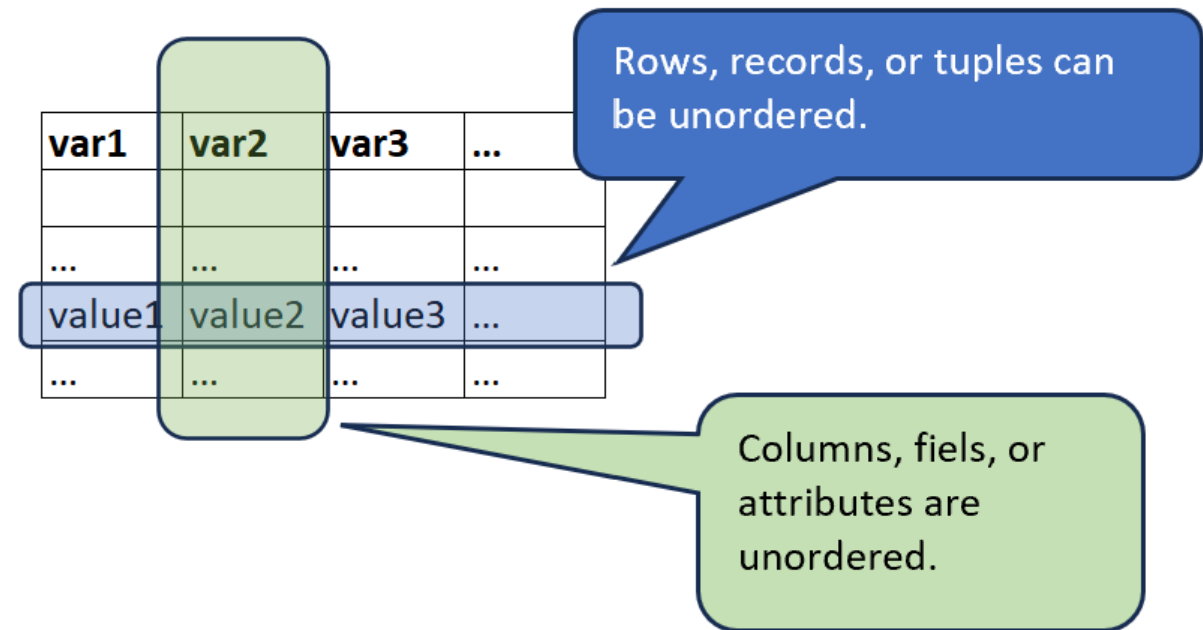 Rows, records, or tuples can
be unordered.
var1 var2 var3 ...
... ... ... ...
value1 value2 value3 ...
... ... ... ...
Columns, fiels, or
attributes are
unordered.